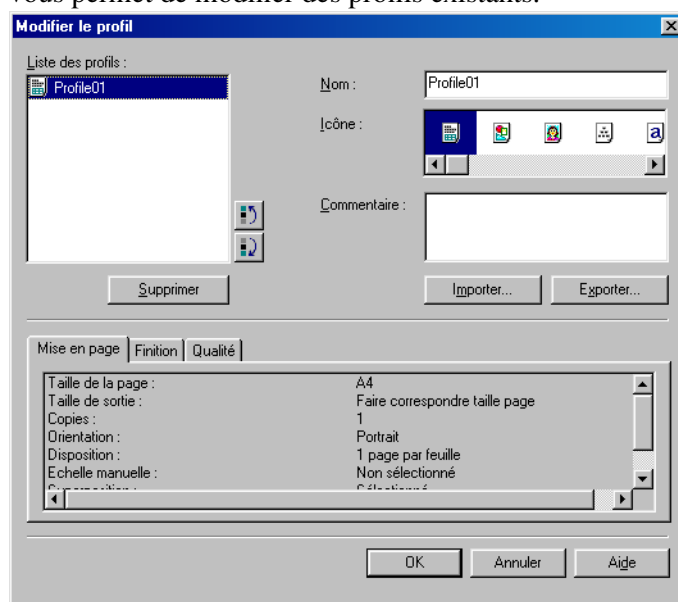 vous permet de modifier des profils existants.
Modifier le profil
Liste des profils :
Profile01
Nom :
Profile01
Icône :
a
Commentaire :
Supprimer
Importer...
Exporter...
Mise en page
Finition
Qualité
Taille de la page : A4
Taille de sortie : Faire correspondre taille page
Copies : 1
Orientation : Portrait
Disposition : 1 page par feuille
Echelle manuelle : Non sélectionné
OK
Annuler
Aide